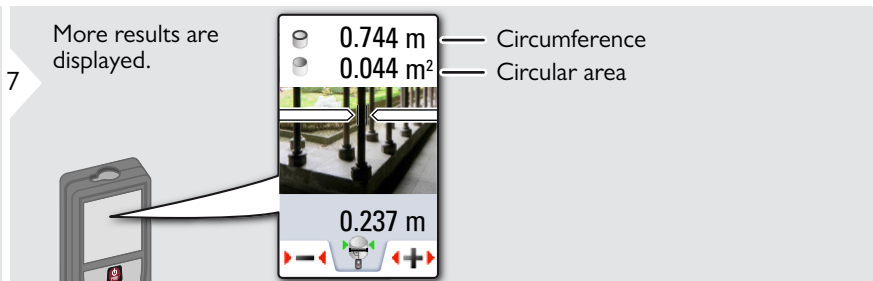 7
More results are
displayed.
0.744 m
Circumference
0.044 m²
Circular area
0.237 m